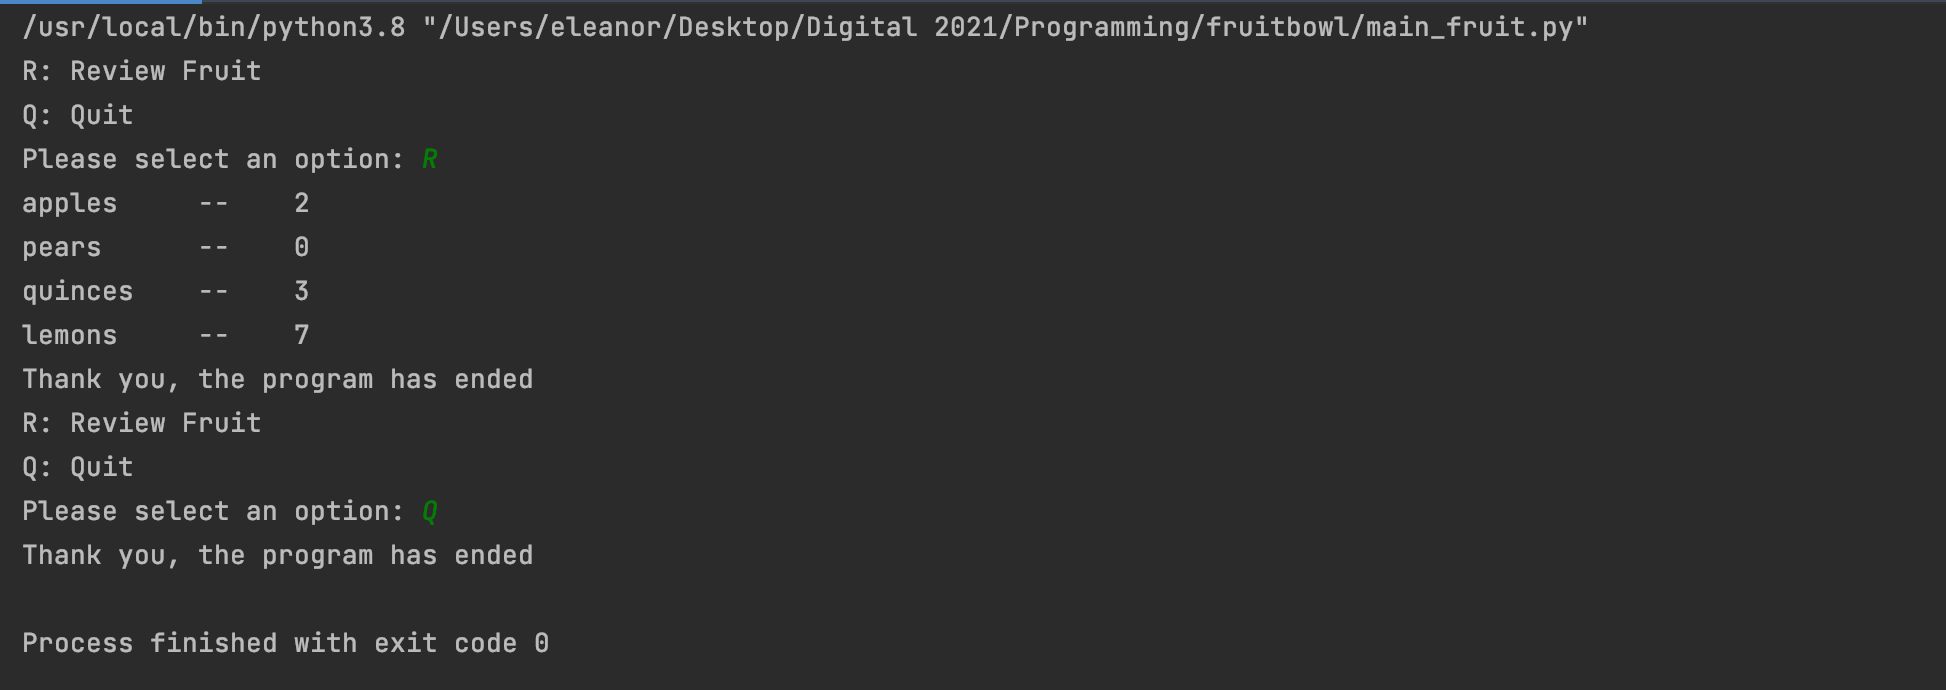 /usr/local/bin/python3.8 "/Users/eleanor/Desktop/Digital 2021/Programming/fruitbowl/main_fruit.py"
R: Review Fruit
Q: Quit
Please select an option: R
apples     --    2
pears      --    0
quinces    --    3
lemons     --    7
Thank you, the program has ended
R: Review Fruit
Q: Quit
Please select an option: Q
Thank you, the program has ended
Process finished with exit code 0